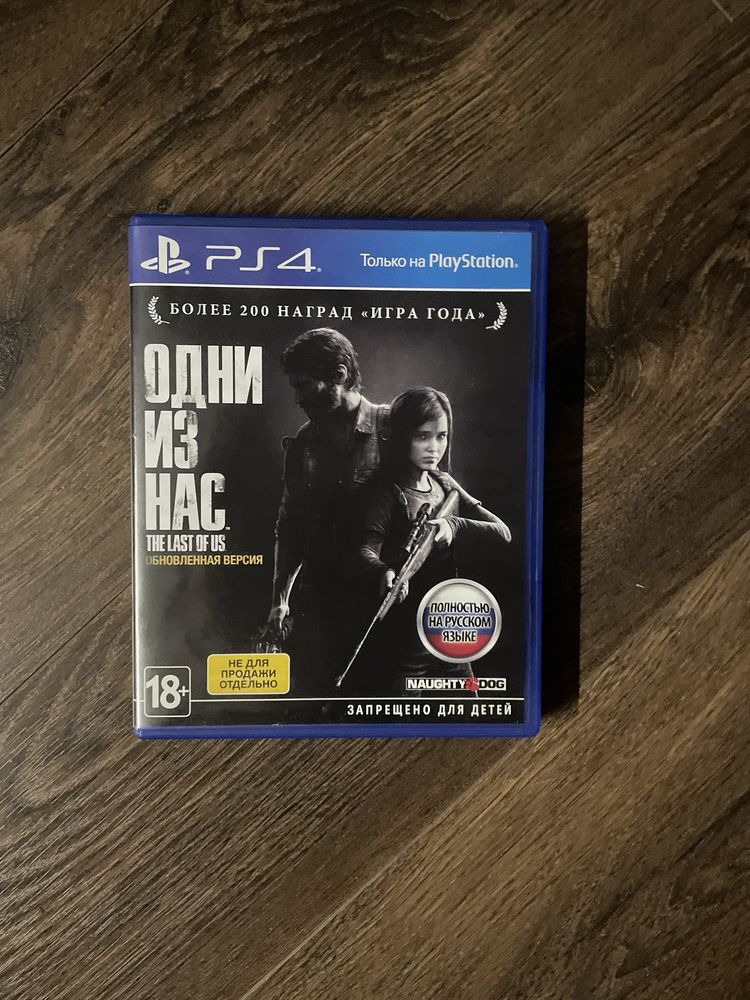 PS4
Только на PlayStation
БОЛЕЕ 200 НАГРАД «ИГРА ГОДА»
ОДНИ
ИЗ
НАС™
THE LAST OF US
ОБНОВЛЕННАЯ ВЕРСИЯ
ПОЛНОСТЬЮ
НА РУССКОМ
ЯЗЫКЕ
НЕ ДЛЯ
ПРОДАЖИ
ОТДЕЛЬНО
18+
NAUGHTY DOG
ЗАПРЕЩЕНО ДЛЯ ДЕТЕЙ